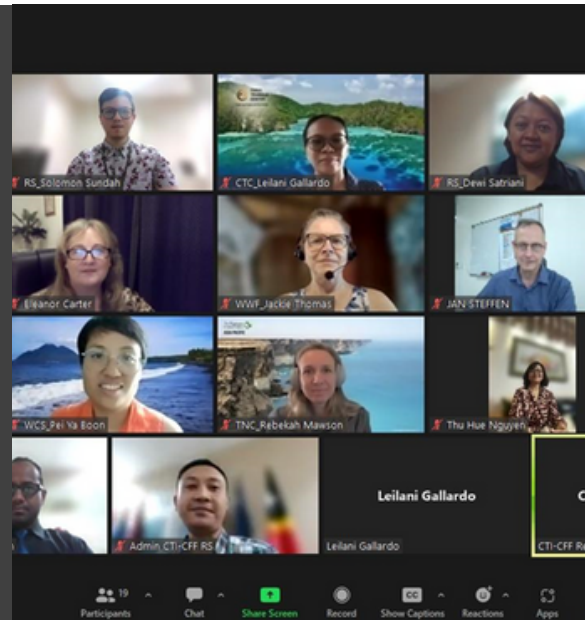 RS_Solomon Sundah
CTC_Leilani Gallardo
RS_Dewi Satriani
Eleanor Carter
WWF_Jackie Thomas
JAN STEFFEN
WCS_Pei Ya Boon
TNC_Rebekah Mawson
Thu Hue Nguyen
Admin CTI-CFF RS
Leilani Gallardo
Leilani Gallardo
C
CTI-CFF Re
19
Participants
Chat
Share Screen
Record
CC
Show Captions
Reactions
Apps